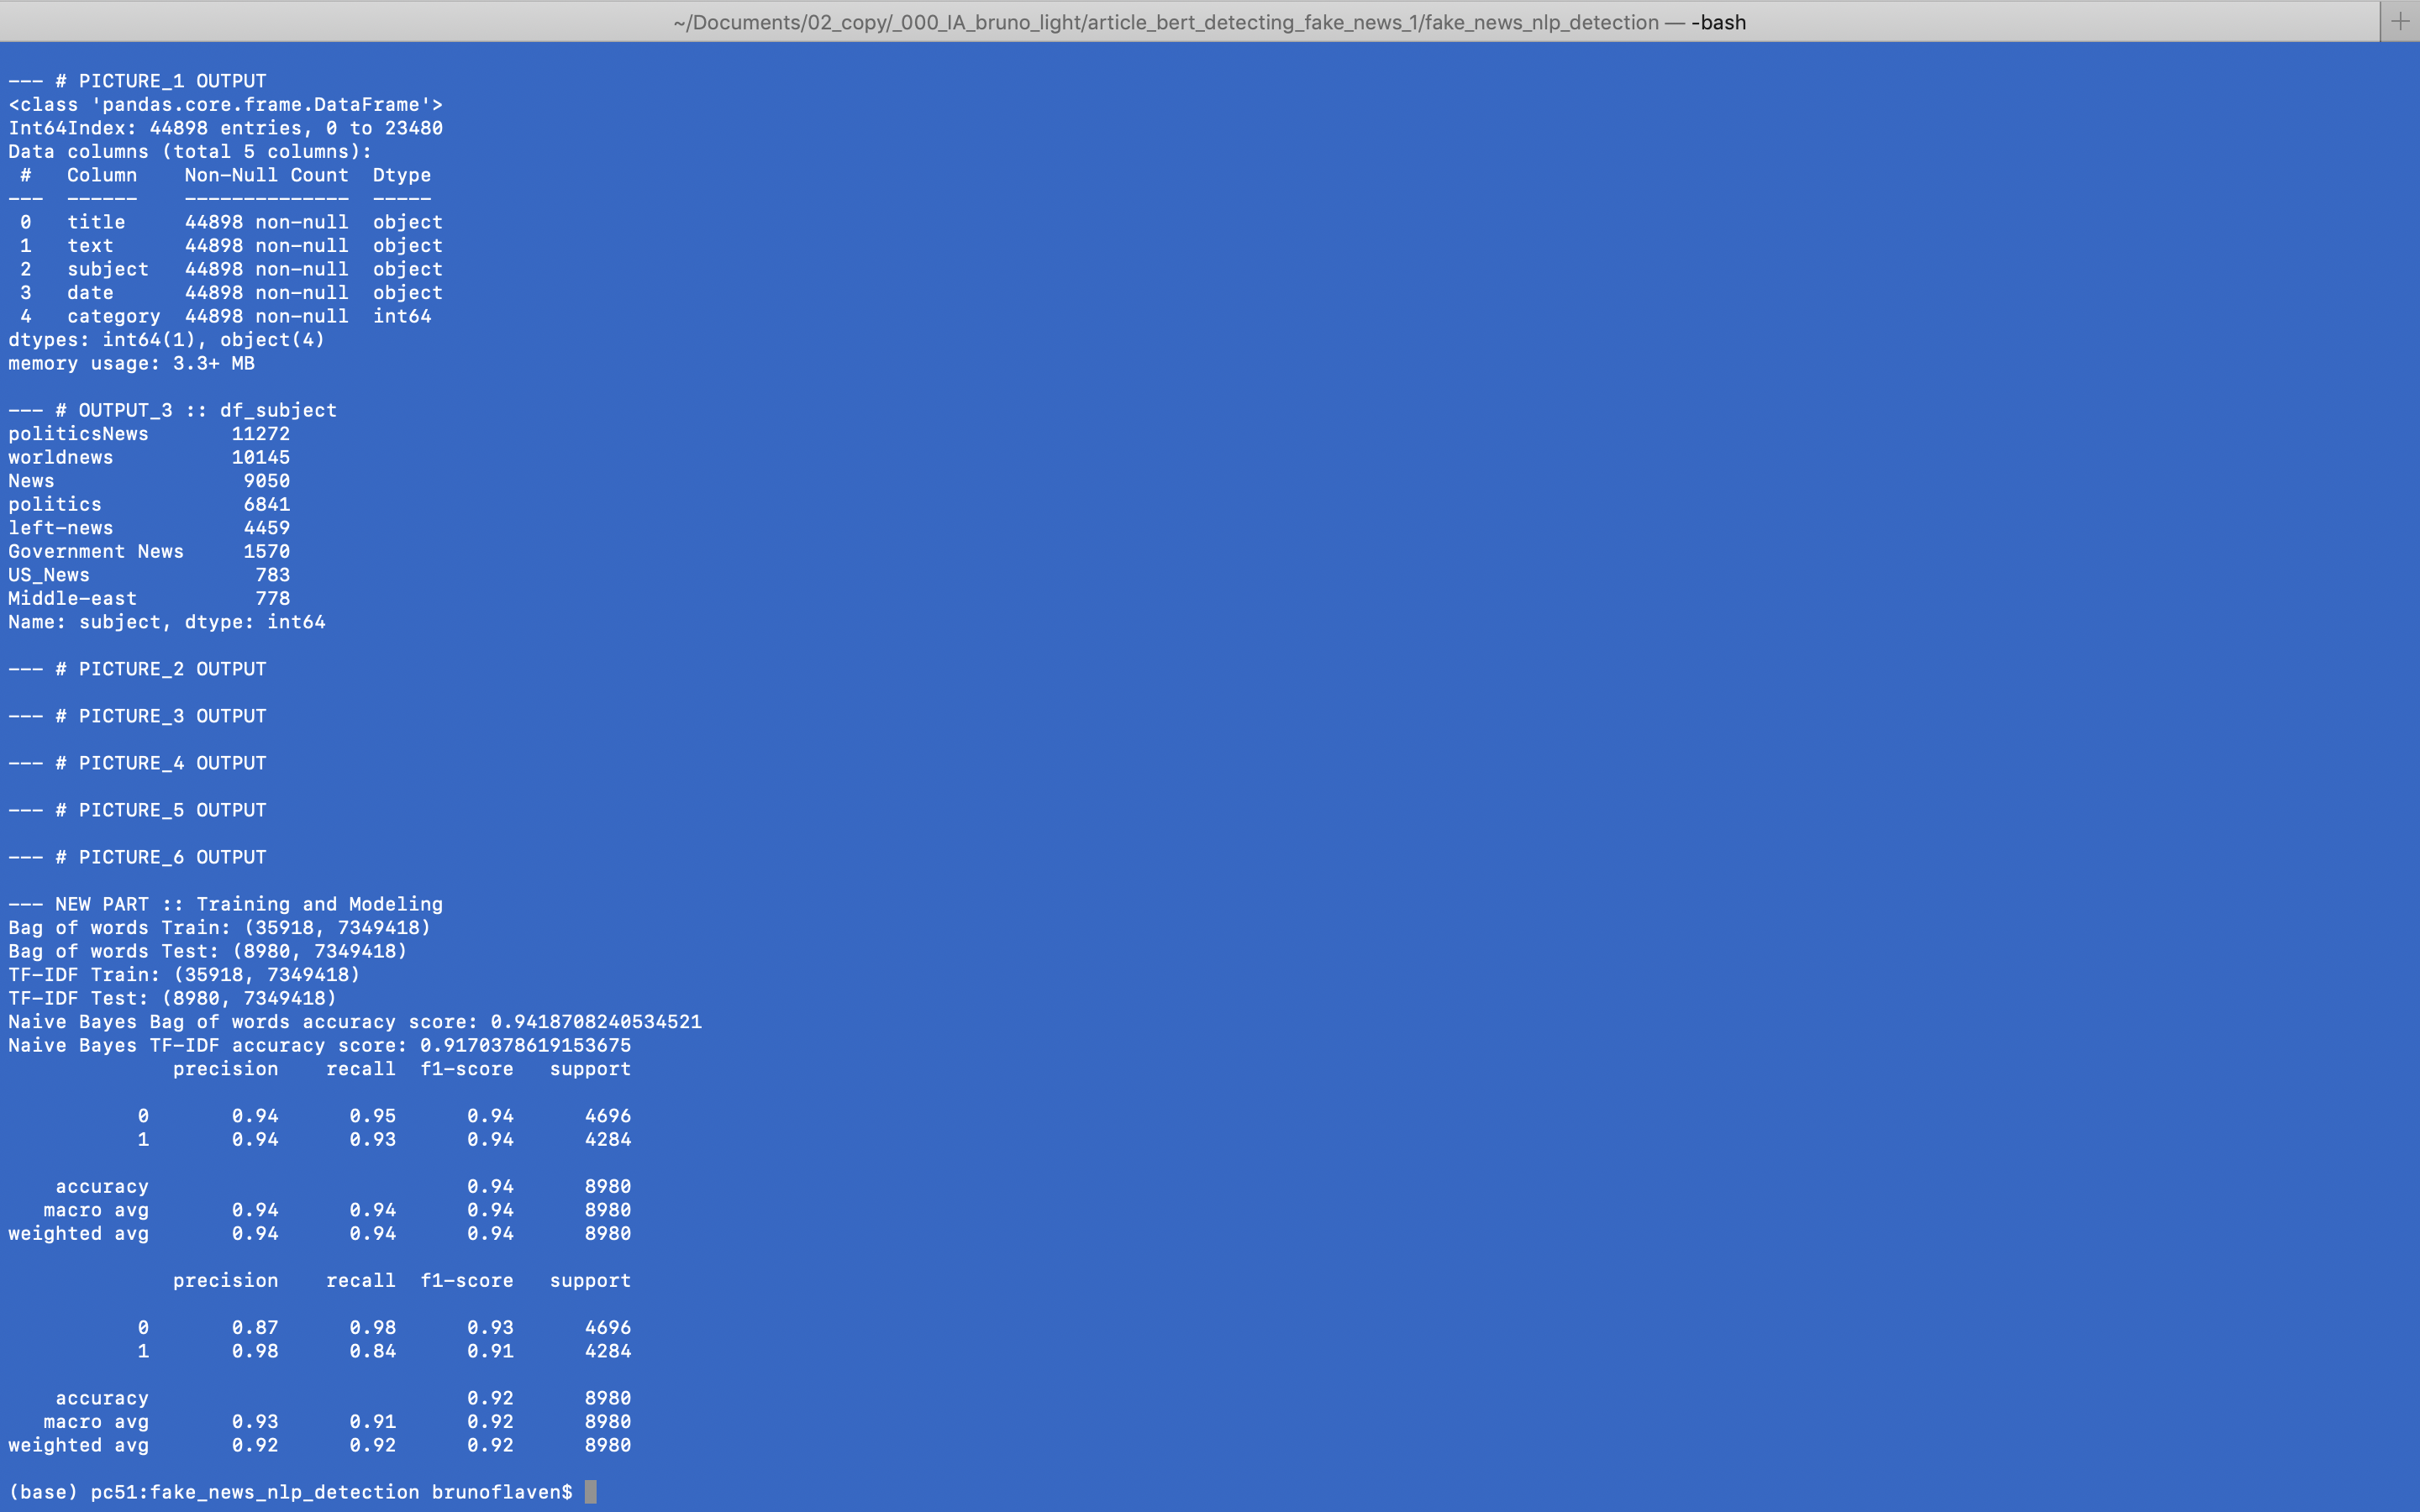 ~/Documents/02_copy/_000_IA_bruno_light/article_bert_detecting_fake_news_1/fake_news_nlp_detection — -bash
--- # PICTURE_1 OUTPUT
<class 'pandas.core.frame.DataFrame'>
Int64Index: 44898 entries, 0 to 23480
Data columns (total 5 columns):
 #   Column    Non-Null Count  Dtype
---  ------    --------------  -----
 0   title     44898 non-null  object
 1   text      44898 non-null  object
 2   subject   44898 non-null  object
 3   date      44898 non-null  object
 4   category  44898 non-null  int64
dtypes: int64(1), object(4)
memory usage: 3.3+ MB
--- # OUTPUT_3 :: df_subject
politicsNews       11272
worldnews          10145
News                9050
politics            6841
left-news           4459
Government News     1570
US_News              783
Middle-east          778
Name: subject, dtype: int64
--- # PICTURE_2 OUTPUT
--- # PICTURE_3 OUTPUT
--- # PICTURE_4 OUTPUT
--- # PICTURE_5 OUTPUT
--- # PICTURE_6 OUTPUT
--- NEW PART :: Training and Modeling
Bag of words Train: (35918, 7349418)
Bag of words Test: (8980, 7349418)
TF-IDF Train: (35918, 7349418)
TF-IDF Test: (8980, 7349418)
Naive Bayes Bag of words accuracy score: 0.9418708240534521
Naive Bayes TF-IDF accuracy score: 0.9170378619153675
              precision    recall  f1-score   support
           0       0.94      0.95      0.94      4696
           1       0.94      0.93      0.94      4284
    accuracy                           0.94      8980
   macro avg       0.94      0.94      0.94      8980
weighted avg       0.94      0.94      0.94      8980
              precision    recall  f1-score   support
           0       0.87      0.98      0.93      4696
           1       0.98      0.84      0.91      4284
    accuracy                           0.92      8980
   macro avg       0.93      0.91      0.92      8980
weighted avg       0.92      0.92      0.92      8980
(base) pc51:fake_news_nlp_detection brunoflaven$